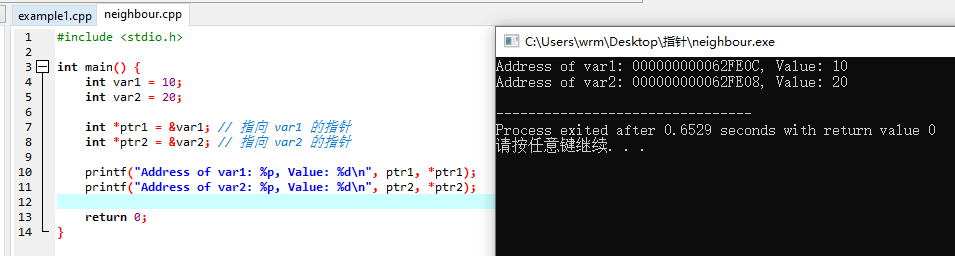 example1.cpp neighbour.cpp
1 #include <stdio.h>
2
3 int main() {
4 int var1 = 10;
5 int var2 = 20;
6
7 int *ptr1 = &var1; // 指向 var1 的指针
8 int *ptr2 = &var2; // 指向 var2 的指针
9
10 printf("Address of var1: %p, Value: %d\n", ptr1, *ptr1);
11 printf("Address of var2: %p, Value: %d\n", ptr2, *ptr2);
12
13 return 0;
14 }
C:\Users\wrm\Desktop\指针\neighbour.exe
Address of var1: 000000000062FE0C, Value: 10
Address of var2: 000000000062FE08, Value: 20
--------------------------------
Process exited after 0.6529 seconds with return value 0
请按任意键继续. . .